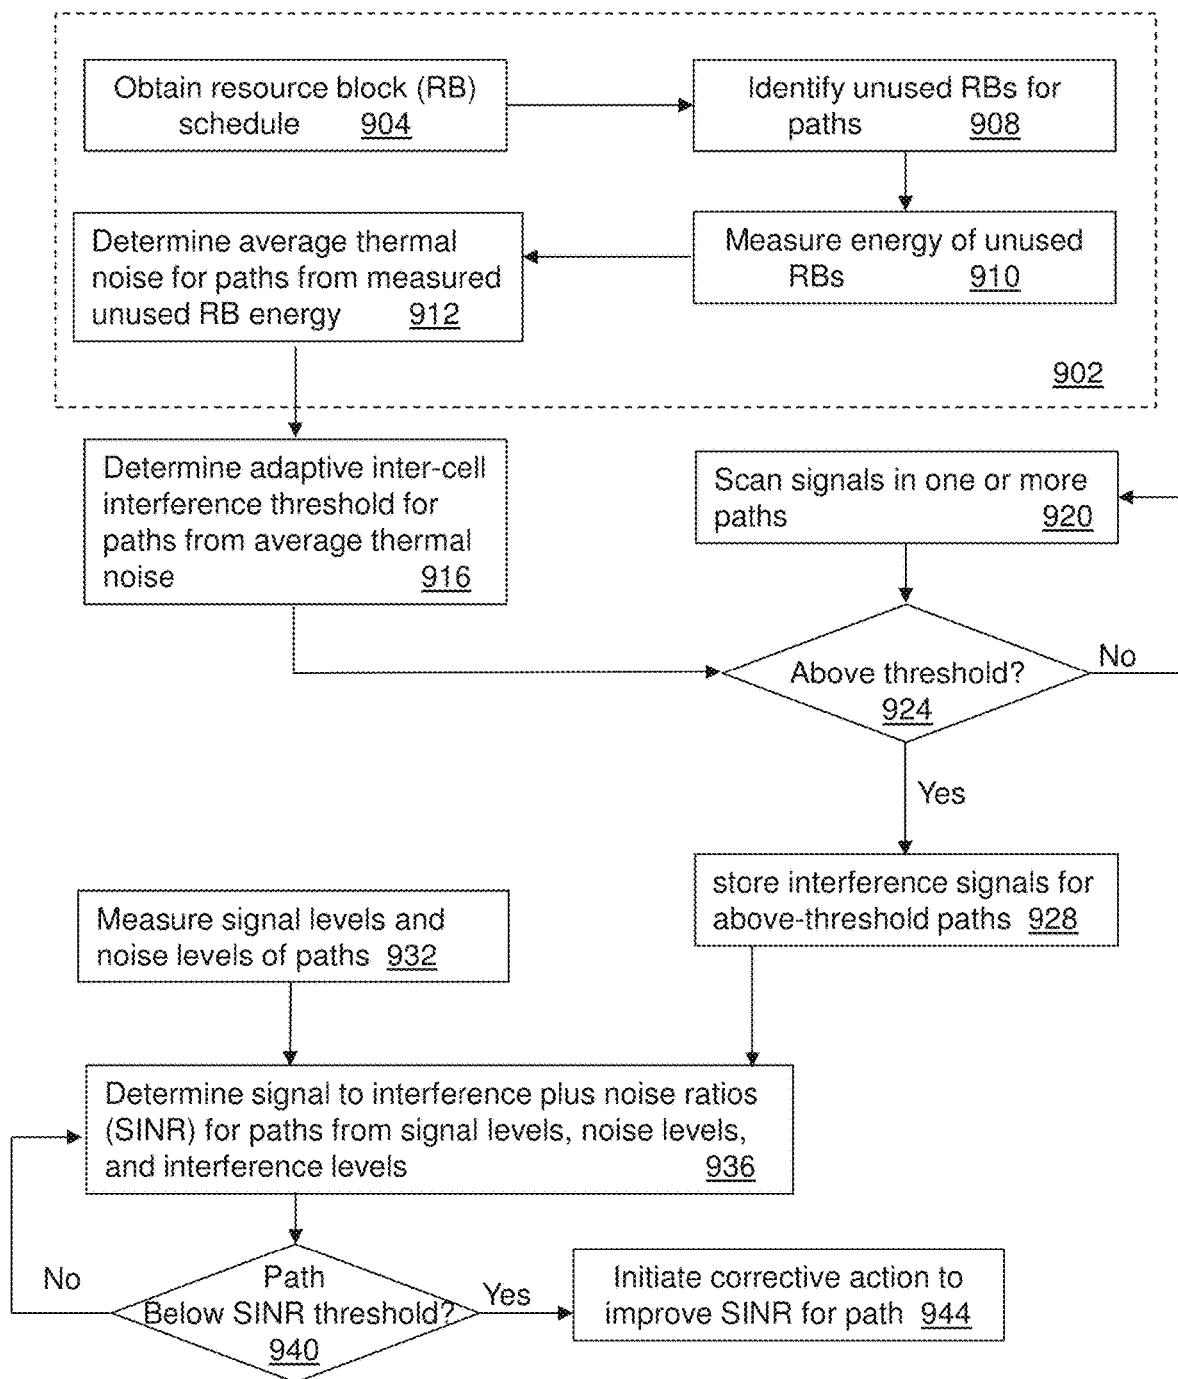 Obtain resource block (RB)
schedule 904
Identify unused RBs for
paths 908
Determine average thermal
noise for paths from measured
unused RB energy 912
Measure energy of unused
RBs 910
902
Determine adaptive inter-cell
interference threshold for
paths from average thermal
noise 916
Scan signals in one or more
paths 920
Above threshold?
924
No
Yes
store interference signals for
above-threshold paths 928
Measure signal levels and
noise levels of paths 932
Determine signal to interference plus noise ratios
(SINR) for paths from signal levels, noise levels,
and interference levels 936
No
Path
Below SINR threshold?
940
Yes
Initiate corrective action to
improve SINR for path 944